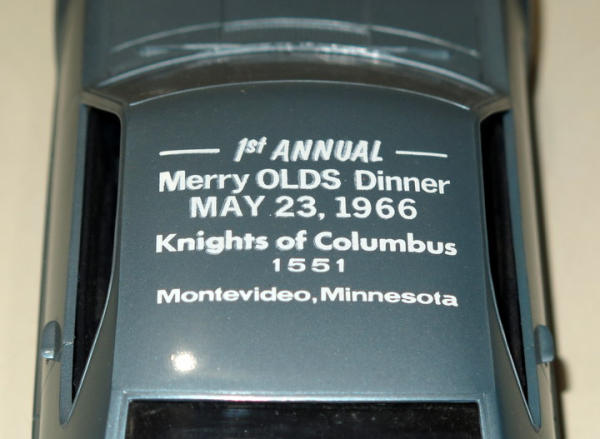 1st ANNUAL
Merry OLDS Dinner
MAY 23, 1966
Knights of Columbus
1551
Montevideo, Minnesota